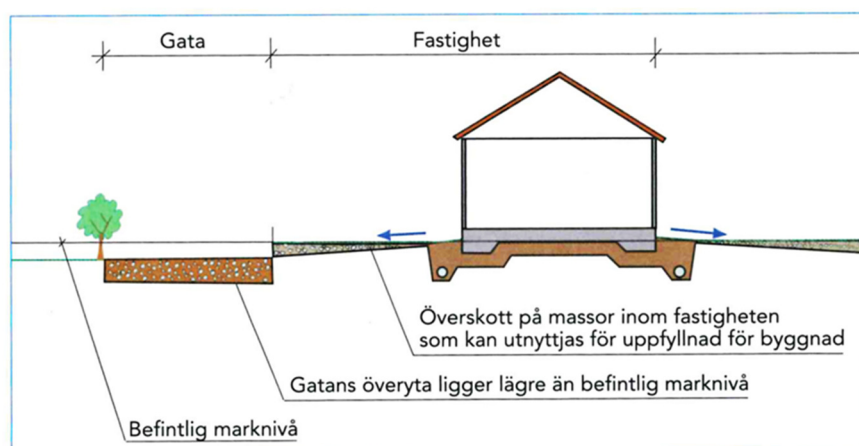 Gata
Fastighet
Överskott på massor inom fastigheten
som kan utnyttjas för uppfyllnad för byggnad
Gatans överyta ligger lägre än befintlig marknivå
Befintlig marknivå